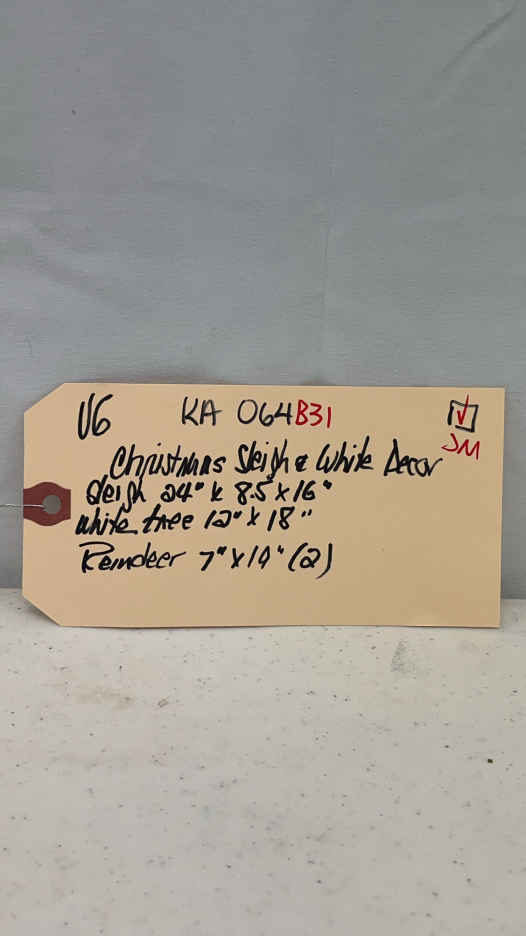 V6 KA 064B31
JM
Christmas Sleigh & White Decor
Sleigh 24" x 8.5" x 16"
White tree 12" x 18"
Reindeer 7" x 14" (2)